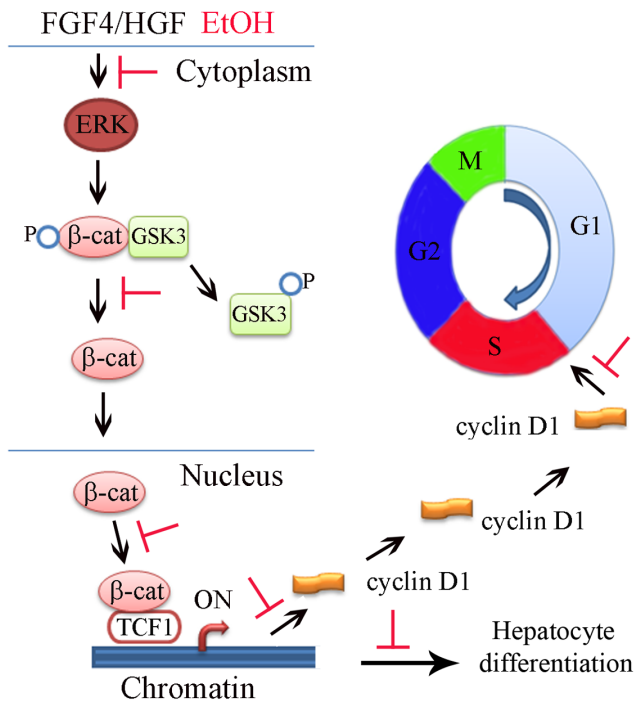 FGF4/HGF EtOH
Cytoplasm
ERK
P β-cat GSK3
P
GSK3
β-cat
M
G1
G2
S
cyclin D1
Nucleus
β-cat
cyclin D1
β-cat
ON
cyclin D1
TCF1
Hepatocyte
differentiation
Chromatin